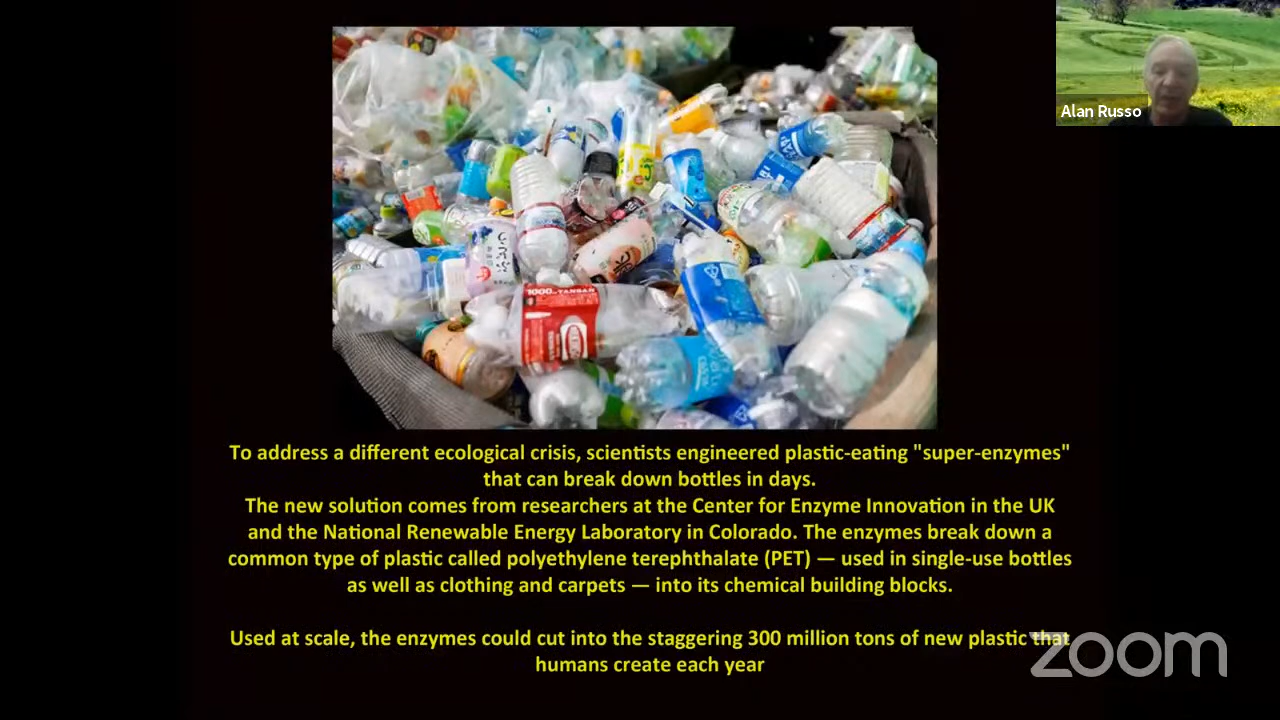 Alan Russo
1000ml TANSAN
To address a different ecological crisis, scientists engineered plastic-eating "super-enzymes"
that can break down bottles in days.
The new solution comes from researchers at the Center for Enzyme Innovation in the UK
and the National Renewable Energy Laboratory in Colorado. The enzymes break down a
common type of plastic called polyethylene terephthalate (PET) — used in single-use bottles
as well as clothing and carpets — into its chemical building blocks.
Used at scale, the enzymes could cut into the staggering 300 million tons of new plastic that
humans create each year
zoom